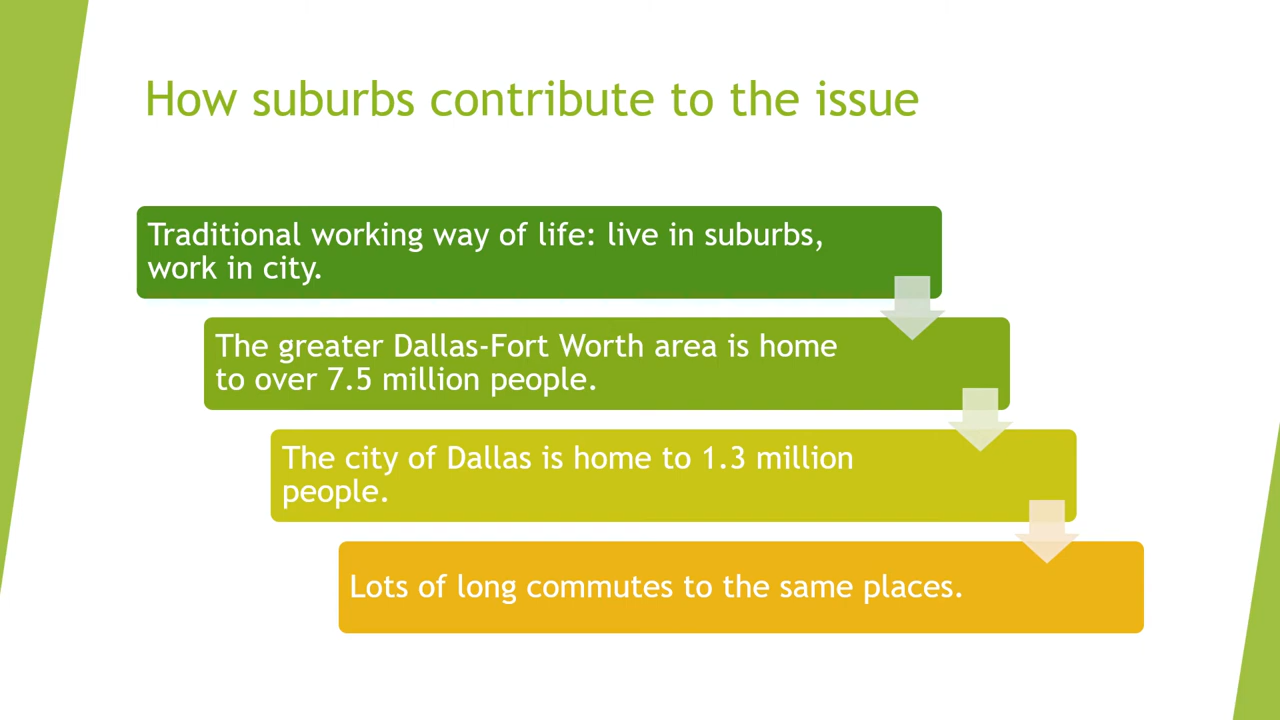 How suburbs contribute to the issue
Traditional working way of life: live in suburbs,
work in city.
The greater Dallas-Fort Worth area is home
to over 7.5 million people.
The city of Dallas is home to 1.3 million
people.
Lots of long commutes to the same places.